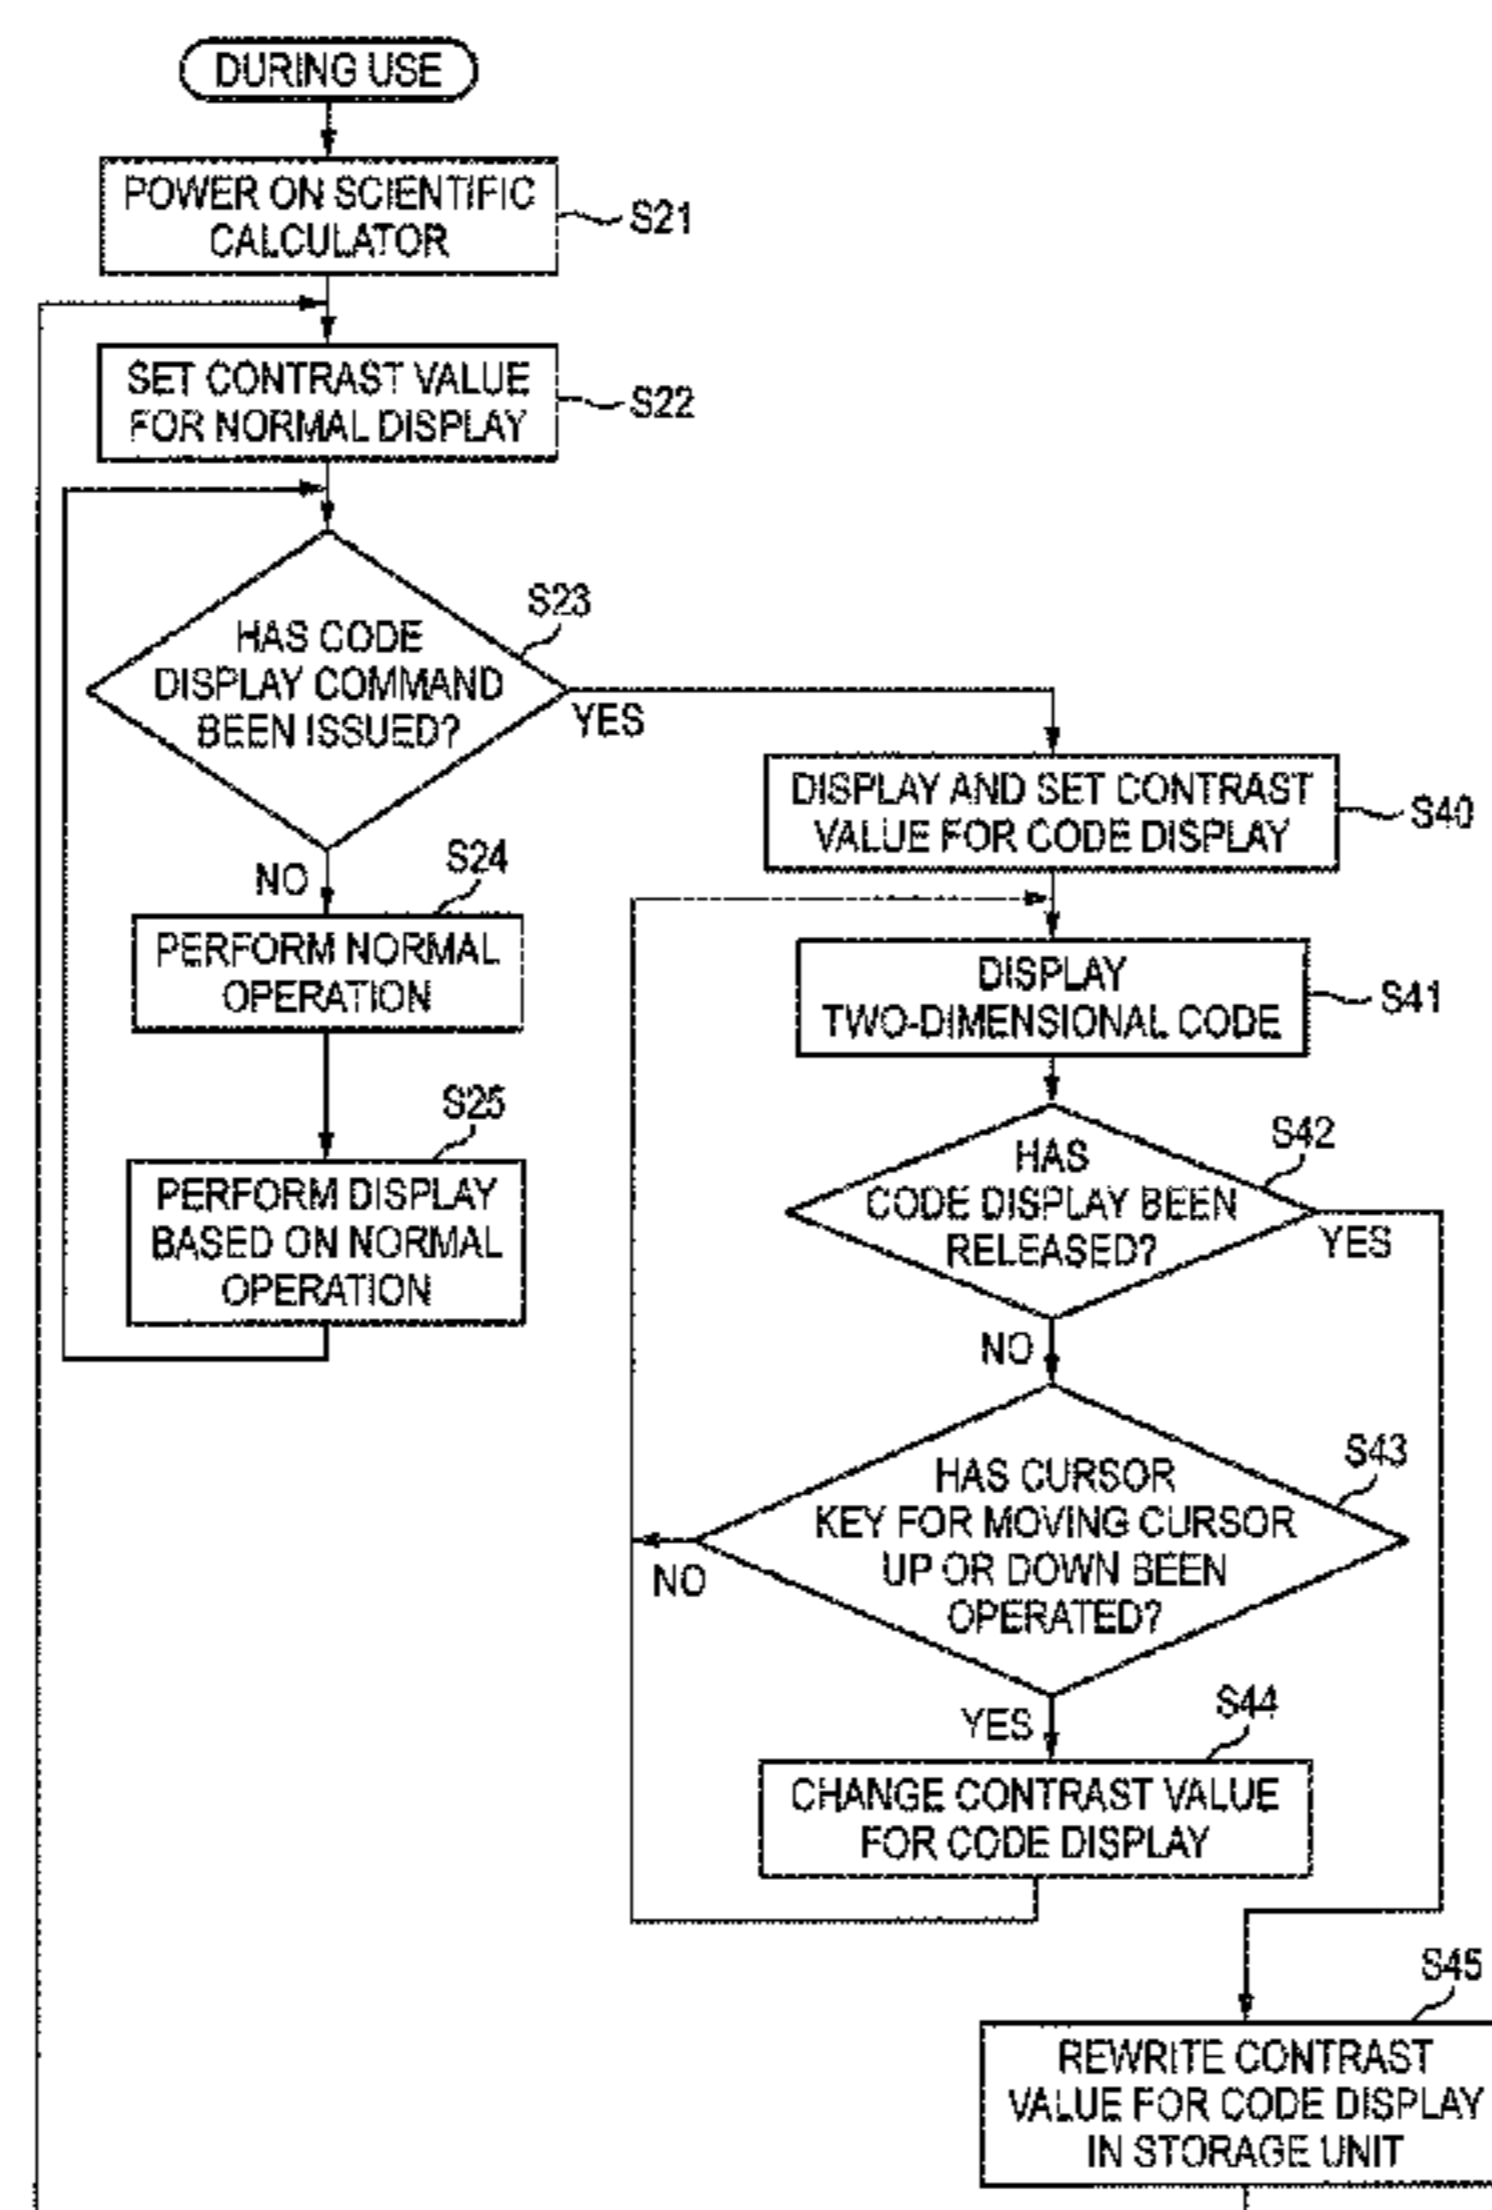 DURING USE
POWER ON SCIENTIFIC
CALCULATOR
S21
SET CONTRAST VALUE
FOR NORMAL DISPLAY
S22
S23
HAS CODE
DISPLAY COMMAND
BEEN ISSUED?
YES
NO
S24
PERFORM NORMAL
OPERATION
S25
PERFORM DISPLAY
BASED ON NORMAL
OPERATION
DISPLAY AND SET CONTRAST
VALUE FOR CODE DISPLAY
S40
DISPLAY
TWO-DIMENSIONAL CODE
S41
S42
HAS
CODE DISPLAY BEEN
RELEASED?
YES
NO
S43
HAS CURSOR
KEY FOR MOVING CURSOR
UP OR DOWN BEEN
OPERATED?
NO
YES
S44
CHANGE CONTRAST VALUE
FOR CODE DISPLAY
S45
REWRITE CONTRAST
VALUE FOR CODE DISPLAY
IN STORAGE UNIT